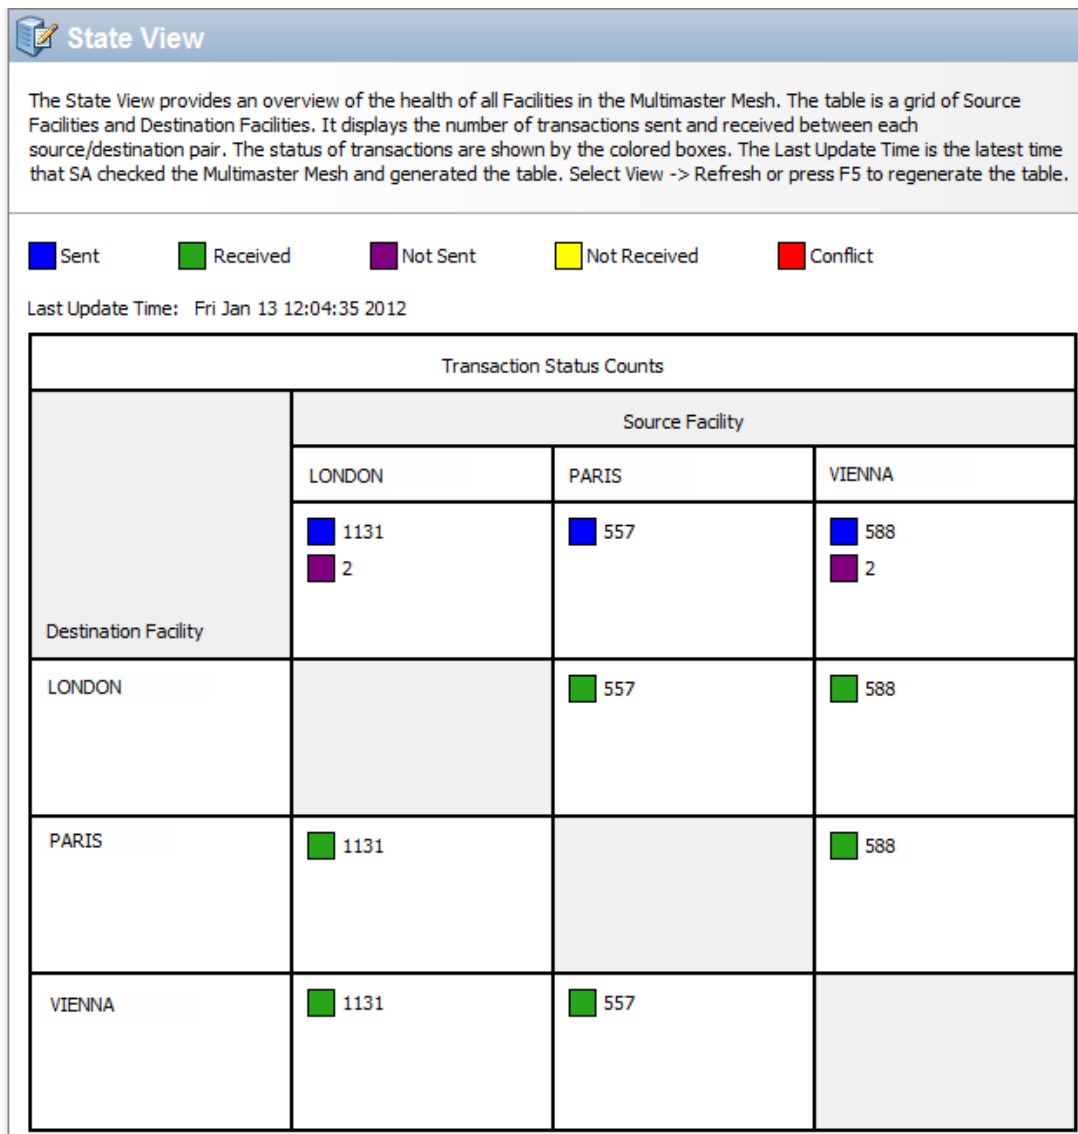 State View
The State View provides an overview of the health of all Facilities in the Multimaster Mesh. The table is a grid of Source
Facilities and Destination Facilities. It displays the number of transactions sent and received between each
source/destination pair. The status of transactions are shown by the colored boxes. The Last Update Time is the latest time
that SA checked the Multimaster Mesh and generated the table. Select View -> Refresh or press F5 to regenerate the table.
Sent Received Not Sent Not Received Conflict
Last Update Time: Fri Jan 13 12:04:35 2012
Transaction Status Counts
Source Facility
LONDON PARIS VIENNA
1131 557 588
2 2
Destination Facility
LONDON 557 588
PARIS 1131 588
VIENNA 1131 557